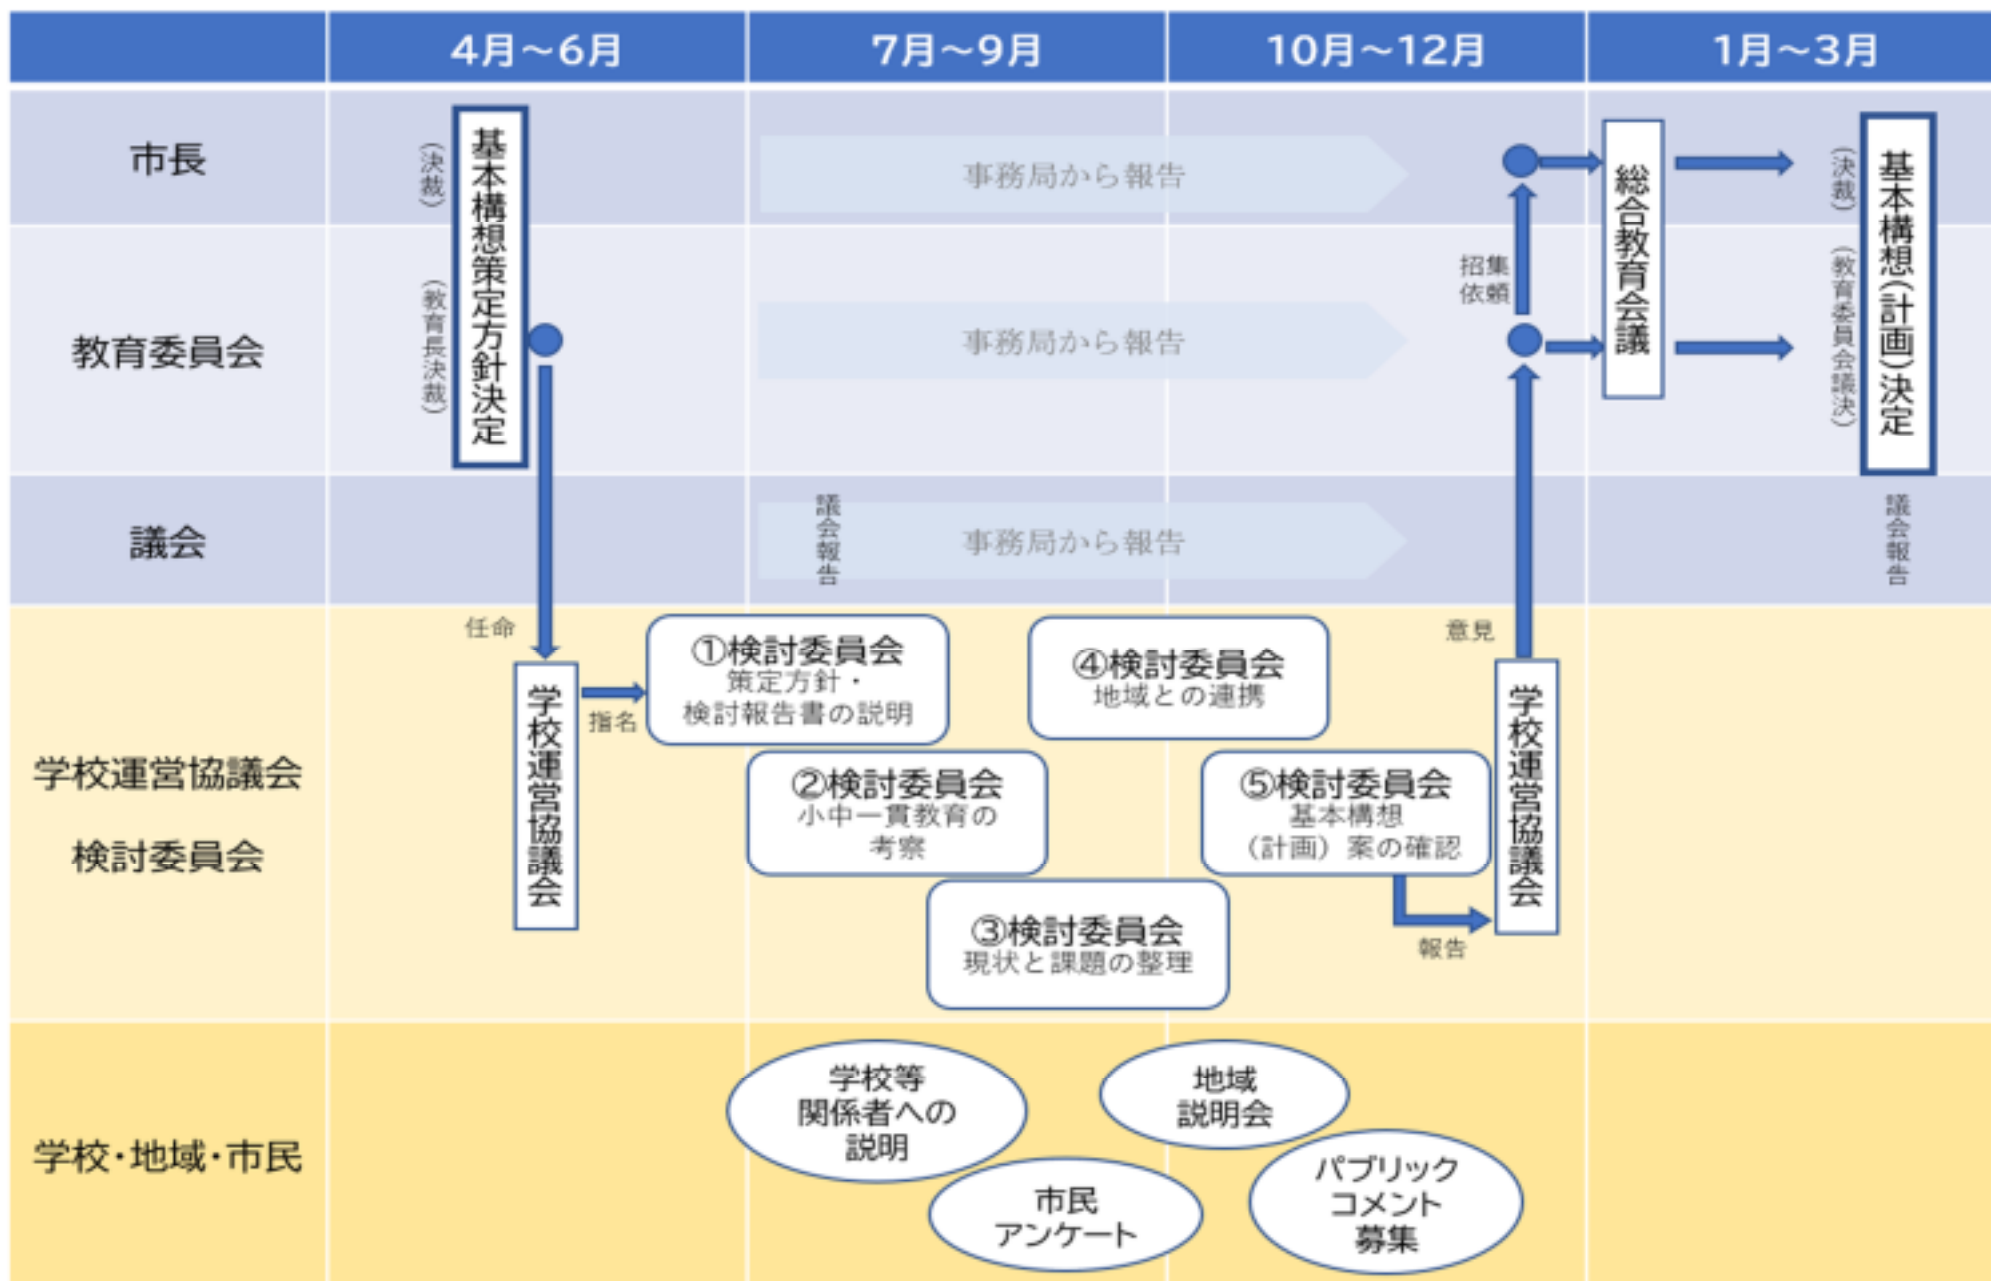 4月～6月
7月～9月
10月～12月
1月～3月
市長
(決裁)
基本構想策定方針決定
(教育長決裁)
事務局から報告
総合教育会議
(決裁)
基本構想(計画)決定
(教育委員会議決)
教育委員会
事務局から報告
招集
依頼
議会
議会報告
事務局から報告
議会報告
学校運営協議会
検討委員会
任命
学校運営協議会
指名
①検討委員会
策定方針・
検討報告書の説明
②検討委員会
小中一貫教育の
考察
③検討委員会
現状と課題の整理
④検討委員会
地域との連携
⑤検討委員会
基本構想
（計画）案の確認
報告
意見
学校運営協議会
学校・地域・市民
学校等
関係者への
説明
市民
アンケート
地域
説明会
パブリック
コメント
募集